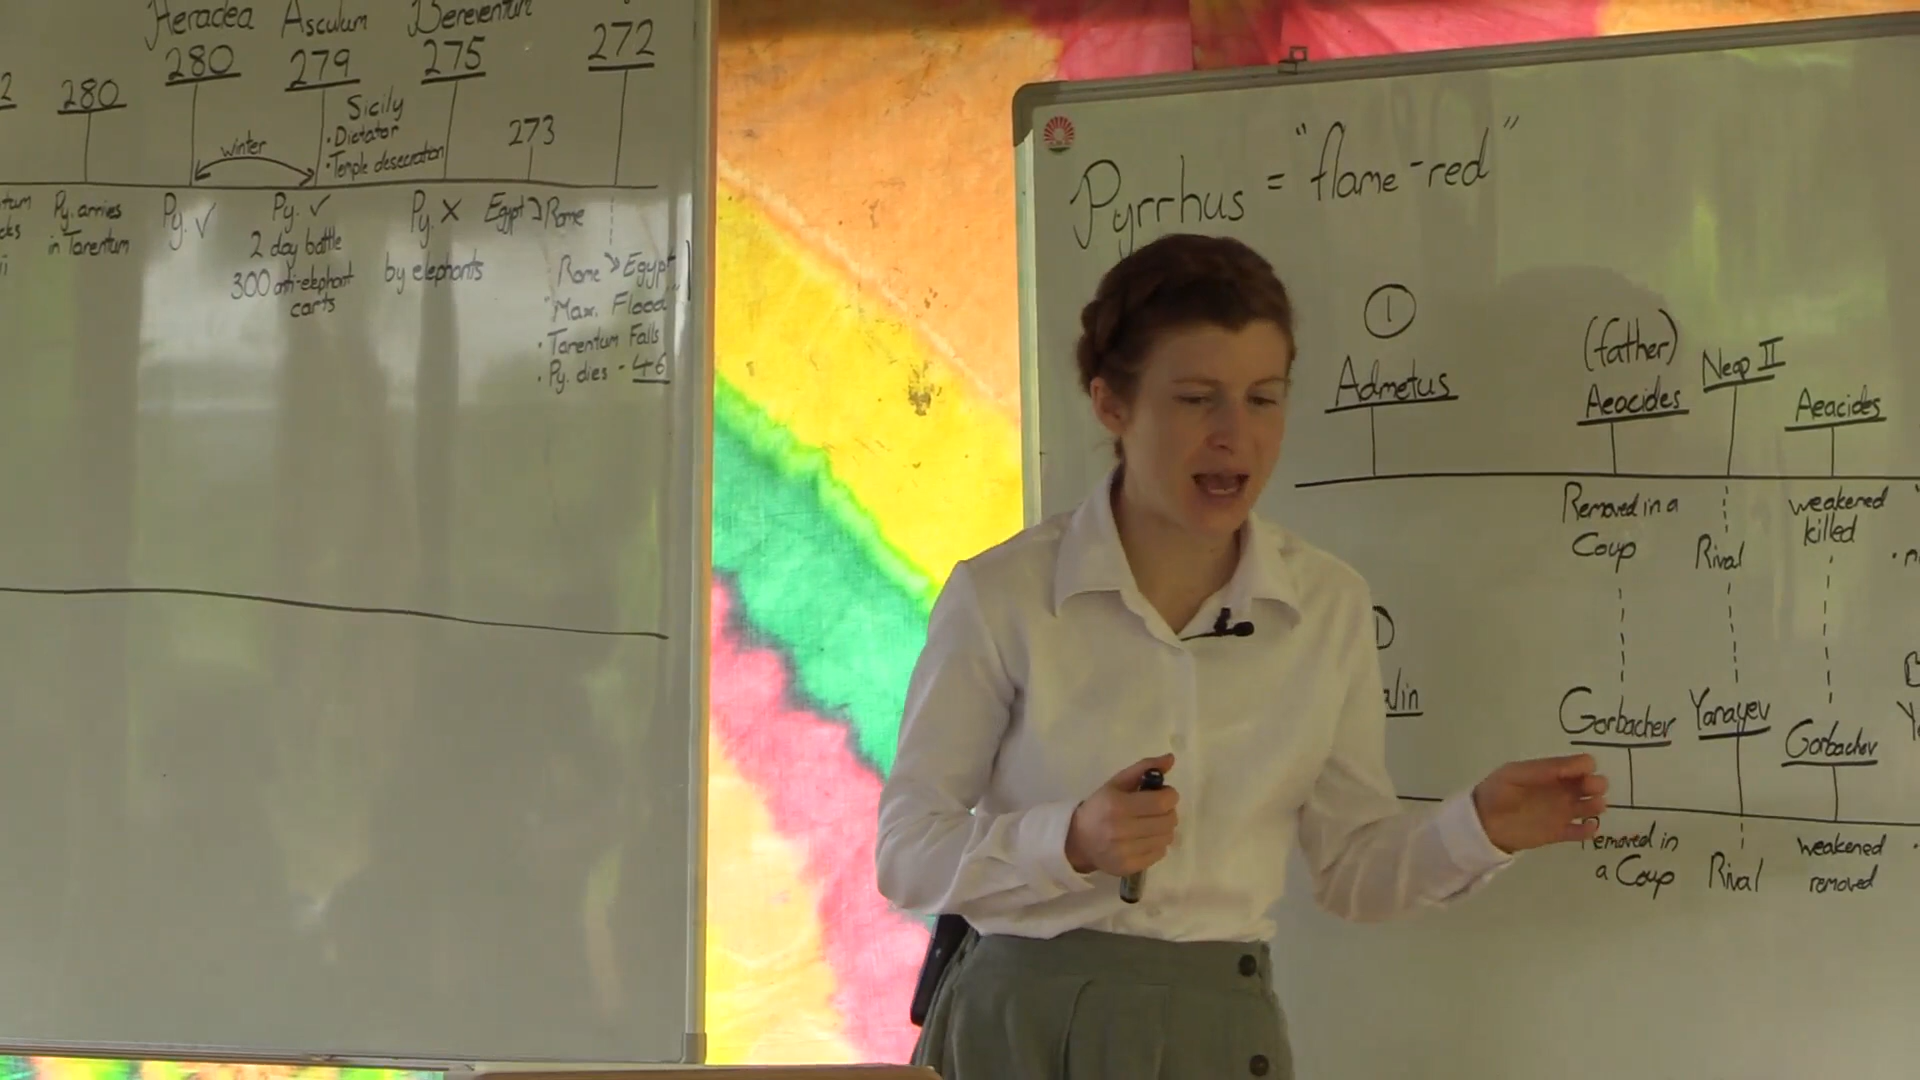 Heraclea Asculum Beneventum
280 279 275 272
280
Sicily
• Dictator
• Temple desecration
winter
273
Py. arrives
in Tarentum
Py. ✓
Py. ✓
2 day battle
300 anti-elephant
carts
Py. X
by elephants
Egypt → Rome
Rome → Egypt
"Max. Flood"
• Tarentum Falls
• Py. dies - 46
Pyrrhus = "flame-red"
①
Admetus
(father)
Aeacides
Neop II
Aeacides
Removed in a
Coup
Rival
weakened
killed
Gorbachev
Yanayev
Gorbachev
Removed in
a Coup
Rival
weakened
removed